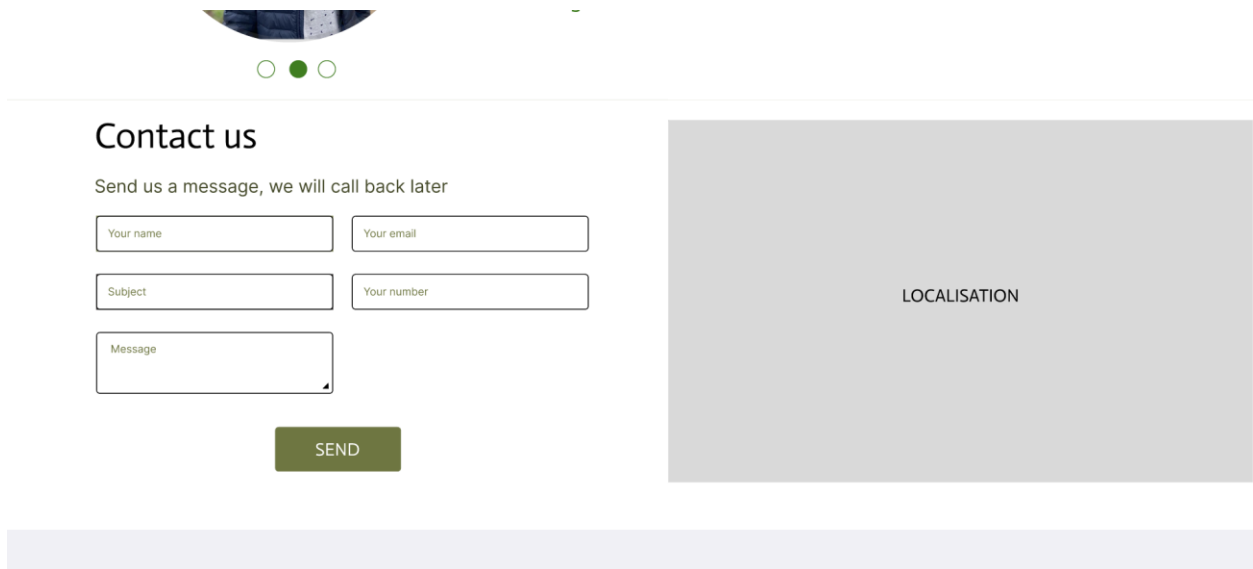 Contact us
Send us a message, we will call back later
Your name
Your email
Subject
Your number
Message
SEND
LOCALISATION